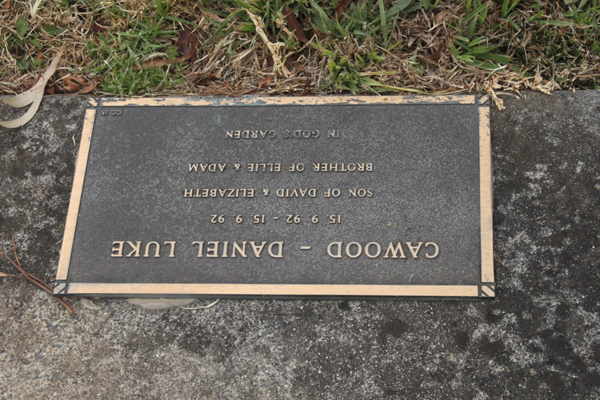 CAWOOD - DANIEL LUKE
15. 9. 92 - 15. 9. 92
SON OF DAVID & ELIZABETH
BROTHER OF ELLIE & ADAM
IN GOD'S GARDEN